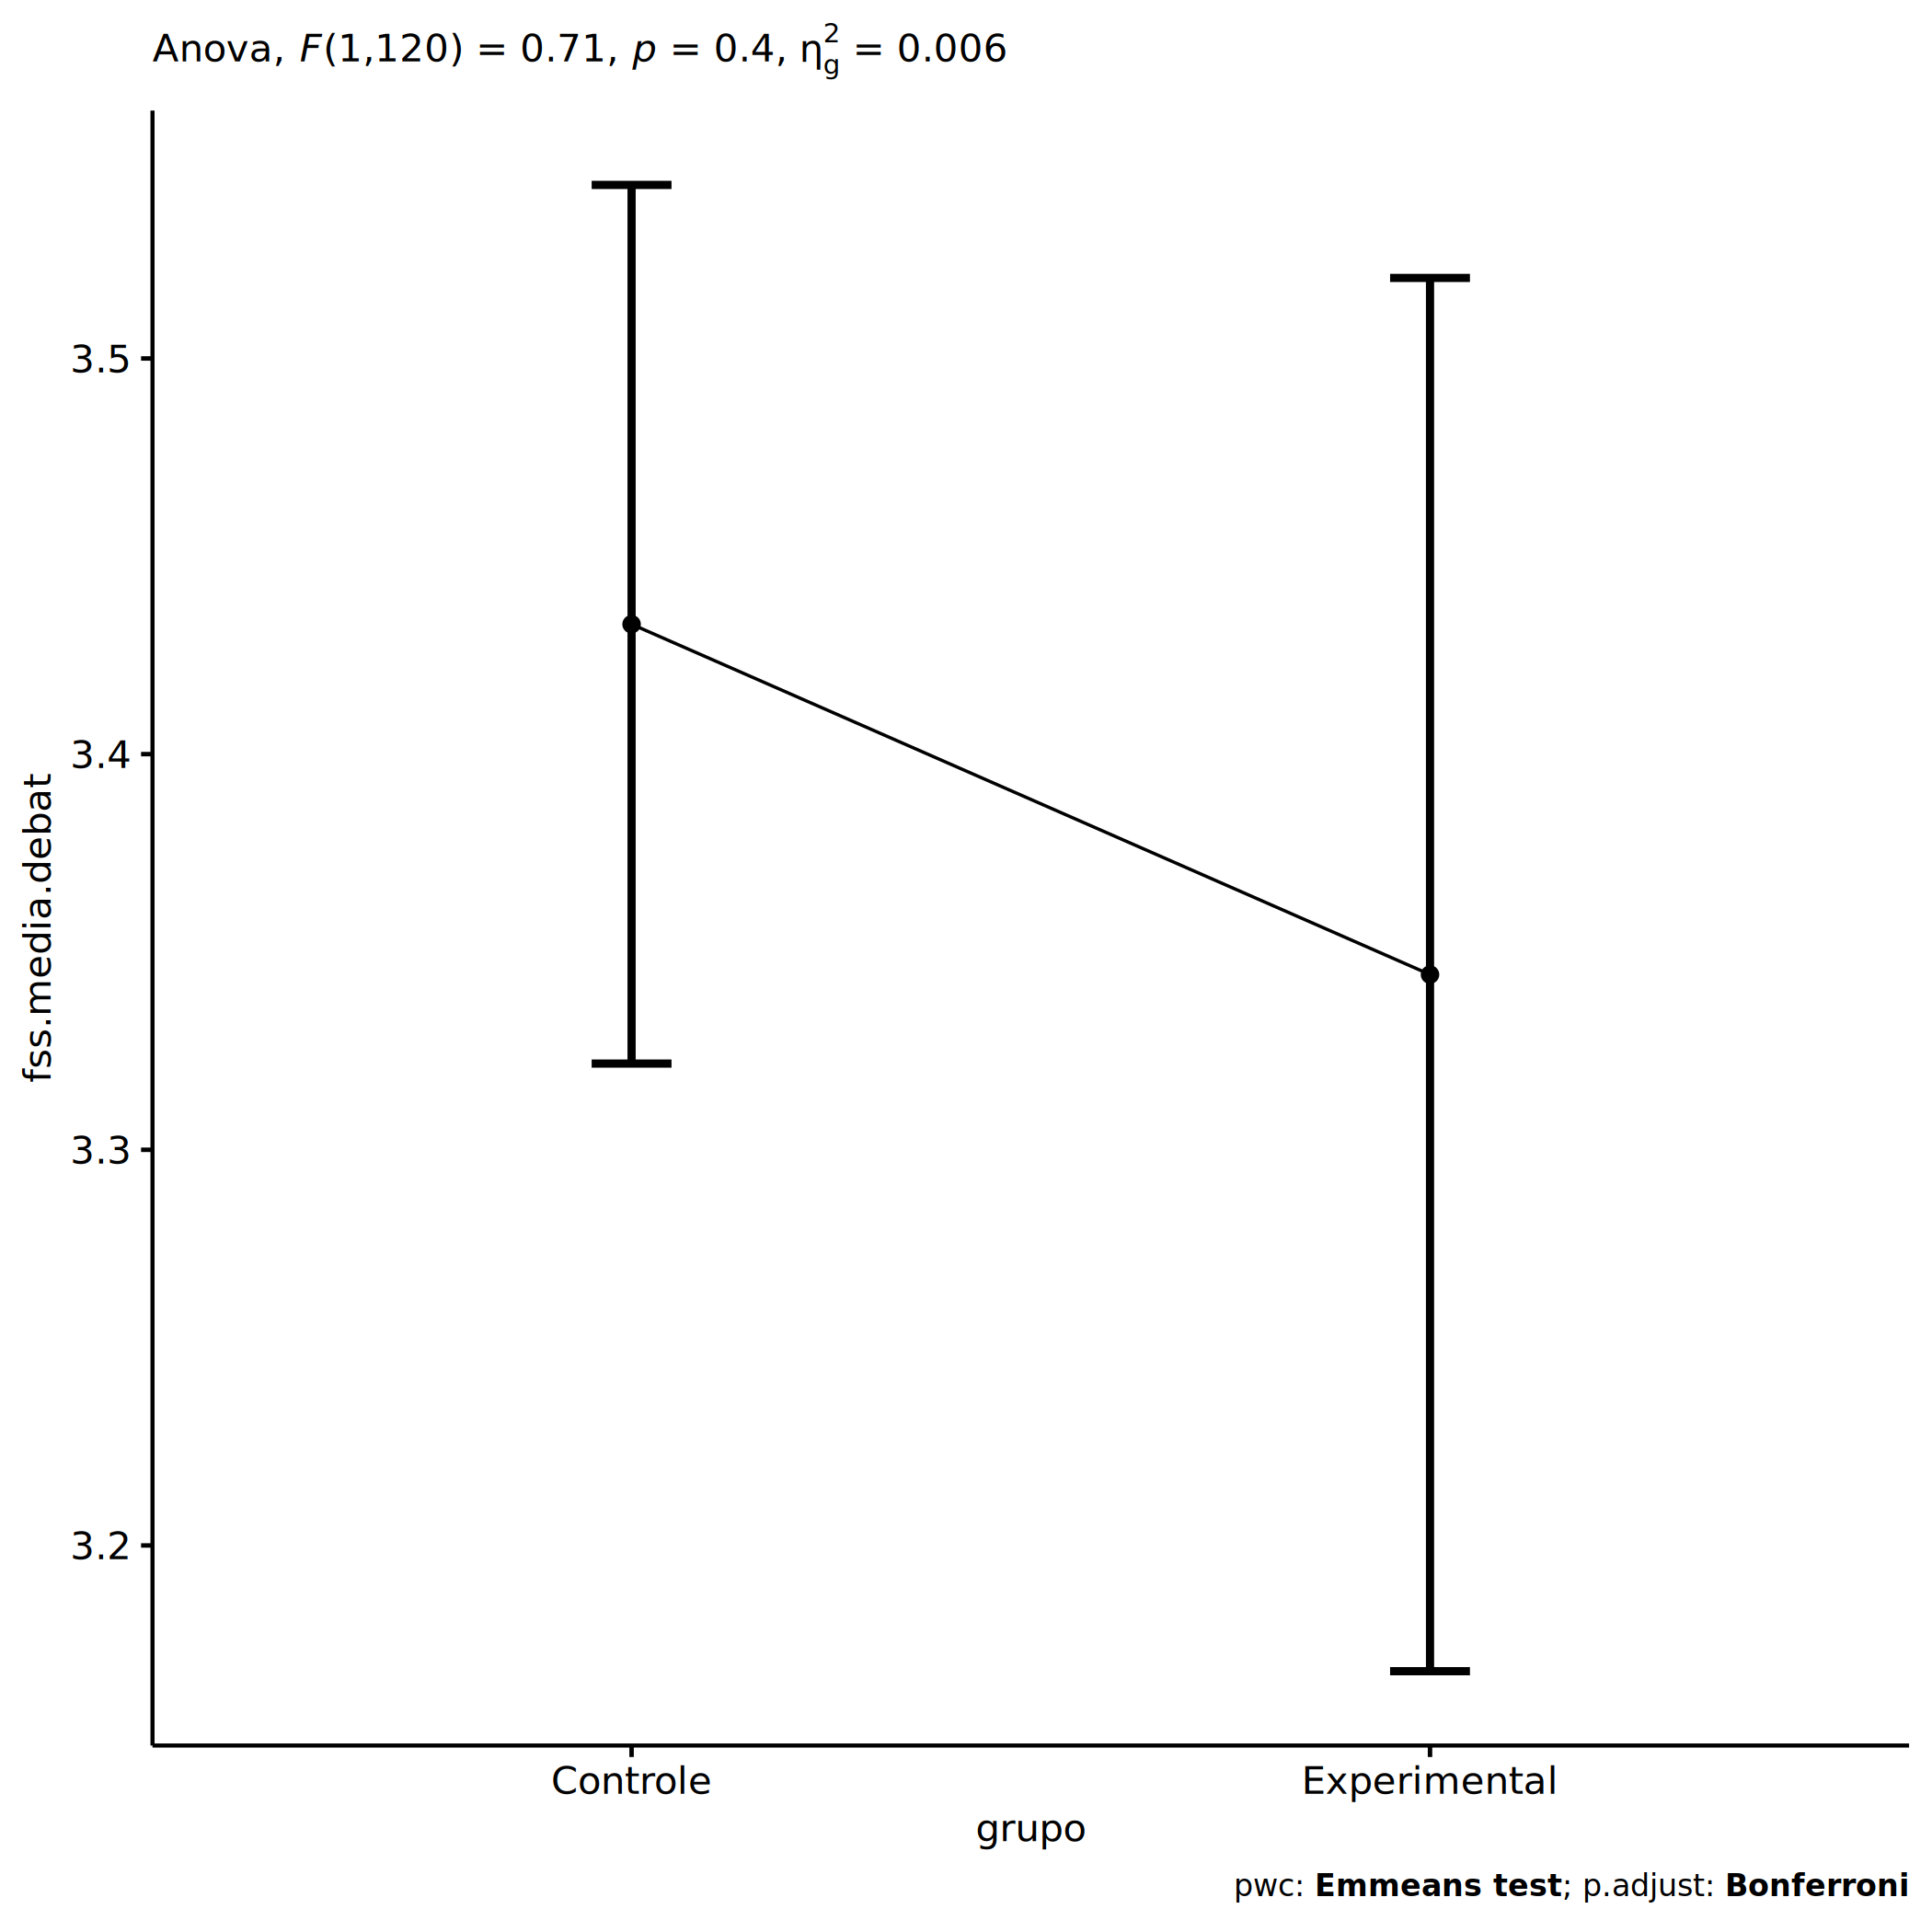 Anova, F(1,120) = 0.71, p = 0.4, η²g = 0.006
fss.media.debat
3.5
3.4
3.3
3.2
Controle
Experimental
grupo
pwc: Emmeans test; p.adjust: Bonferroni